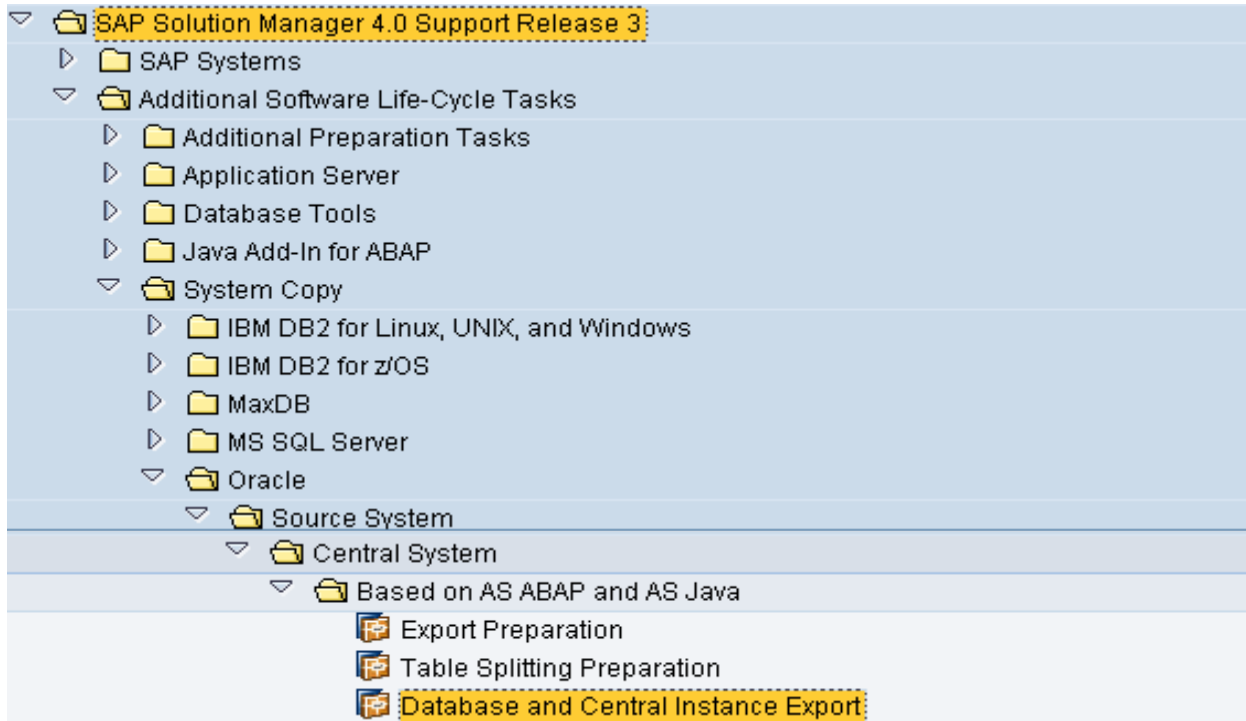 SAP Solution Manager 4.0 Support Release 3
SAP Systems
Additional Software Life-Cycle Tasks
Additional Preparation Tasks
Application Server
Database Tools
Java Add-In for ABAP
System Copy
IBM DB2 for Linux, UNIX, and Windows
IBM DB2 for z/OS
MaxDB
MS SQL Server
Oracle
Source System
Central System
Based on AS ABAP and AS Java
Export Preparation
Table Splitting Preparation
Database and Central Instance Export